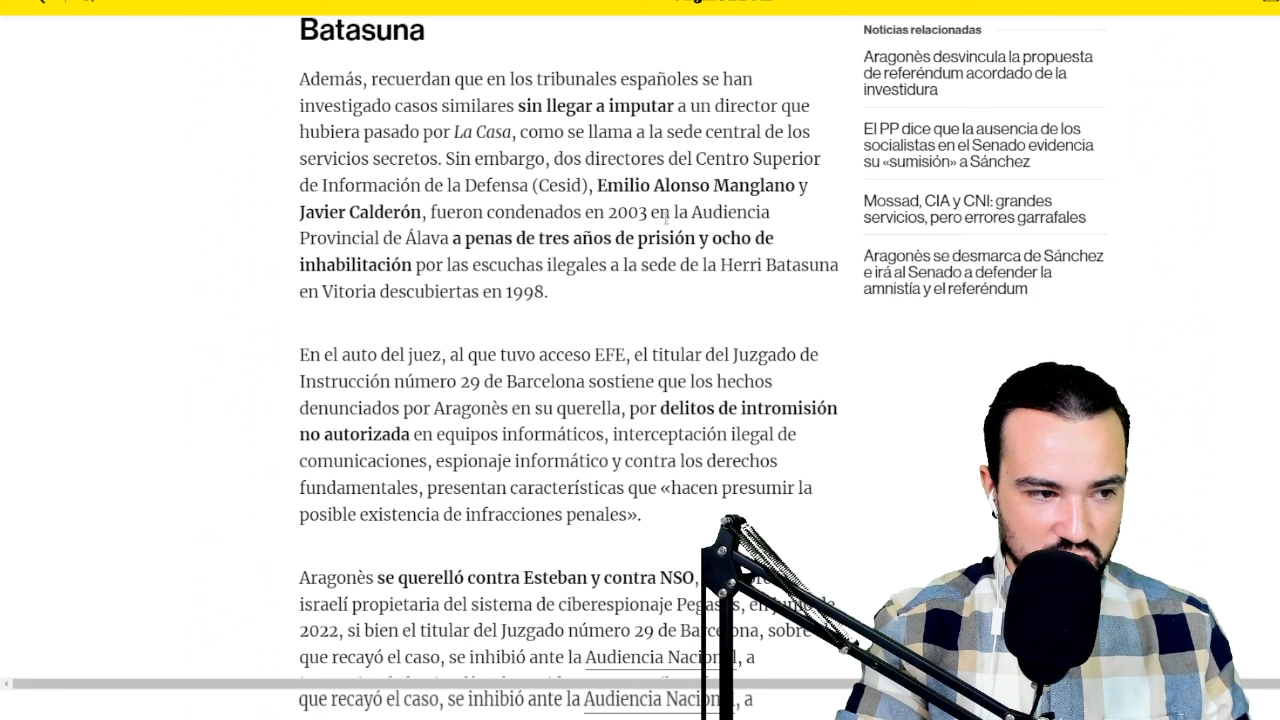 Batasuna
Además, recuerdan que en los tribunales españoles se han
investigado casos similares sin llegar a imputar a un director que
hubiera pasado por La Casa, como se llama a la sede central de los
servicios secretos. Sin embargo, dos directores del Centro Superior
de Información de la Defensa (Cesid), Emilio Alonso Manglano y
Javier Calderón, fueron condenados en 2003 en la Audiencia
Provincial de Álava a penas de tres años de prisión y ocho de
inhabilitación por las escuchas ilegales a la sede de la Herri Batasuna
en Vitoria descubiertas en 1998.
En el auto del juez, al que tuvo acceso EFE, el titular del Juzgado de
Instrucción número 29 de Barcelona sostiene que los hechos
denunciados por Aragonès en su querella, por delitos de intromisión
no autorizada en equipos informáticos, interceptación ilegal de
comunicaciones, espionaje informático y contra los derechos
fundamentales, presentan características que «hacen presumir la
posible existencia de infracciones penales».
Aragonès se querelló contra Esteban y contra NSO,
israelí propietaria del sistema de ciberespionaje Pegasus, en junio de
2022, si bien el titular del Juzgado número 29 de Barcelona, sobre
que recayó el caso, se inhibió ante la Audiencia Nacional, a
que recayó el caso, se inhibió ante la Audiencia Nacional, a
Noticias relacionadas
Aragonès desvincula la propuesta
de referéndum acordado de la
investidura
El PP dice que la ausencia de los
socialistas en el Senado evidencia
su «sumisión» a Sánchez
Mossad, CIA y CNI: grandes
servicios, pero errores garrafales
Aragonès se desmarca de Sánchez
e irá al Senado a defender la
amnistía y el referéndum